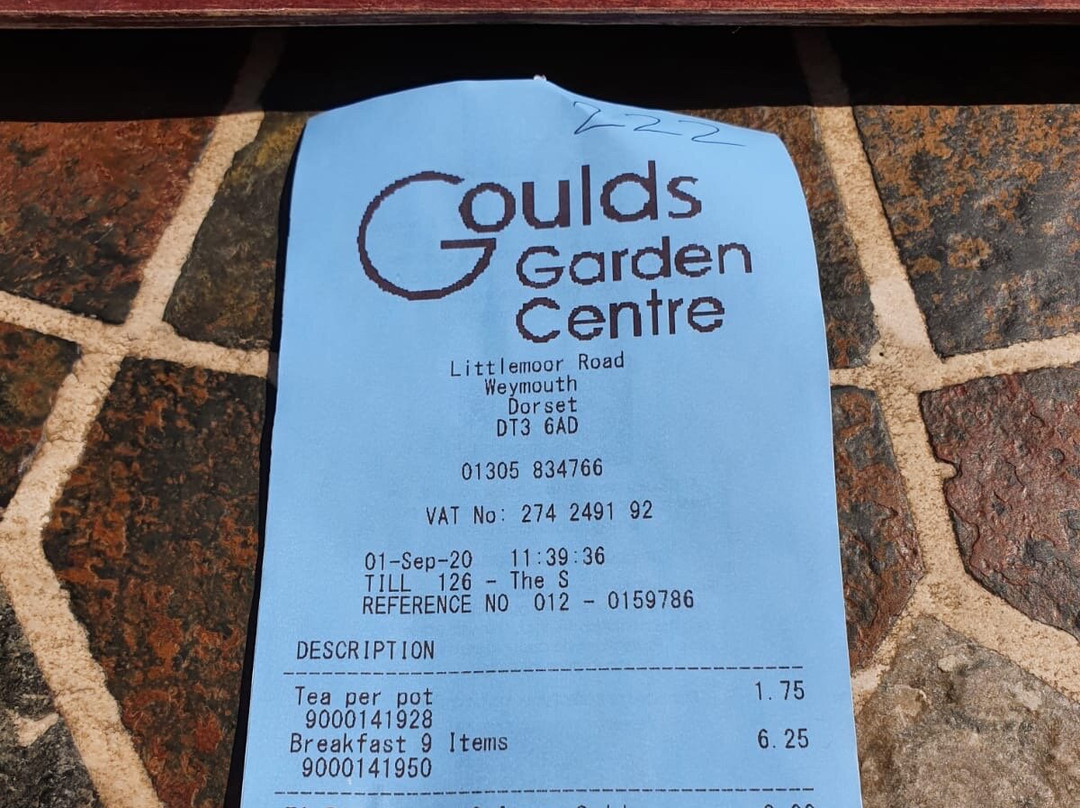 222
Goulds
Garden
Centre
Littlemoor Road
Weymouth
Dorset
DT3 6AD
01305 834766
VAT No: 274 2491 92
01-Sep-20 11:39:36
TILL 126 - The S
REFERENCE NO 012 - 0159786
DESCRIPTION
Tea per pot 1.75
9000141928
Breakfast 9 Items 6.25
9000141950